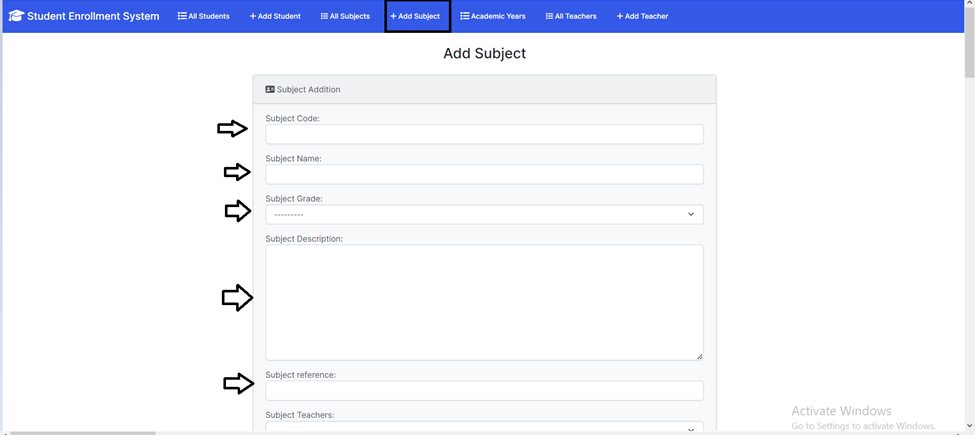 Student Enrollment System All Students + Add Student All Subjects + Add Subject Academic Years All Teachers + Add Teacher
Add Subject
Subject Addition
Subject Code:
Subject Name:
Subject Grade:
---------
Subject Description:
Subject reference:
Subject Teachers:
Activate Windows
Go to Settings to activate Windows.